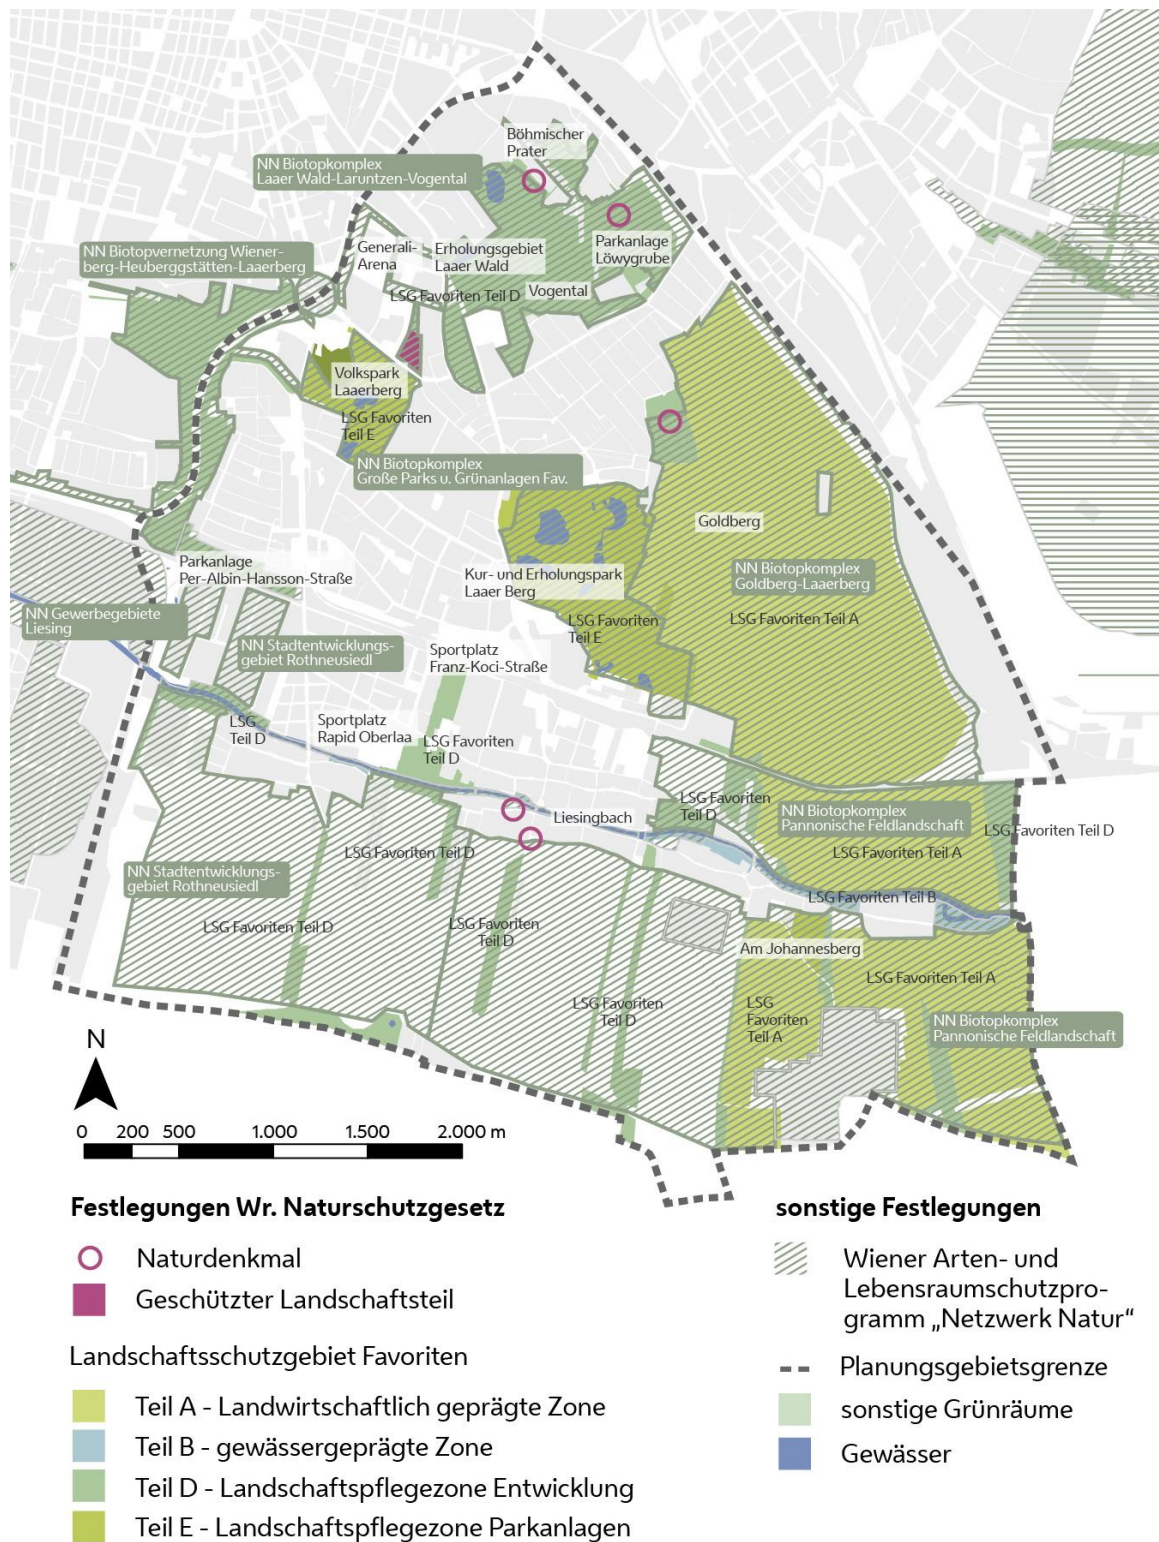 Böhmischer
Prater
NN Biotopkomplex
Laaer Wald-Laruntzen-Vogental
NN Biotopvernetzung Wiener-
berg-Heuberggstätten-Laaerberg
Generali-
Arena
Erholungsgebiet
Laaer Wald
Parkanlage
Löwygrube
Vogental
LSG Favoriten Teil D
Volkspark
Laaerberg
LSG Favoriten
Teil E
NN Biotopkomplex
Große Parks u. Grünanlagen Fav.
Goldberg
Parkanlage
Per-Albin-Hansson-Straße
Kur- und Erholungspark
Laaer Berg
NN Biotopkomplex
Goldberg-Laaerberg
LSG Favoriten Teil A
NN Gewerbegebiete
Liesing
LSG Favoriten
Teil E
NN Stadtentwicklungs-
gebiet Rothneusiedl
Sportplatz
Franz-Koci-Straße
LSG
Teil D
Sportplatz
Rapid Oberlaa
LSG Favoriten
Teil D
LSG Favoriten
Teil D
Liesingbach
NN Biotopkomplex
Pannonische Feldlandschaft
LSG Favoriten Teil D
LSG Favoriten Teil D
LSG Favoriten Teil A
NN Stadtentwicklungs-
gebiet Rothneusiedl
LSG Favoriten Teil B
LSG Favoriten Teil D
LSG Favoriten
Teil D
Am Johannesberg
LSG Favoriten Teil A
LSG Favoriten
Teil D
LSG
Favoriten
Teil A
NN Biotopkomplex
Pannonische Feldlandschaft
N
0 200 500 1.000 1.500 2.000 m
Festlegungen Wr. Naturschutzgesetz
Naturdenkmal
Geschützter Landschaftsteil
Landschaftsschutzgebiet Favoriten
Teil A - Landwirtschaftlich geprägte Zone
Teil B - gewässergeprägte Zone
Teil D - Landschaftspflegezone Entwicklung
Teil E - Landschaftspflegezone Parkanlagen
sonstige Festlegungen
Wiener Arten- und
Lebensraumschutzpro-
gramm „Netzwerk Natur“
Planungsgebietsgrenze
sonstige Grünräume
Gewässer